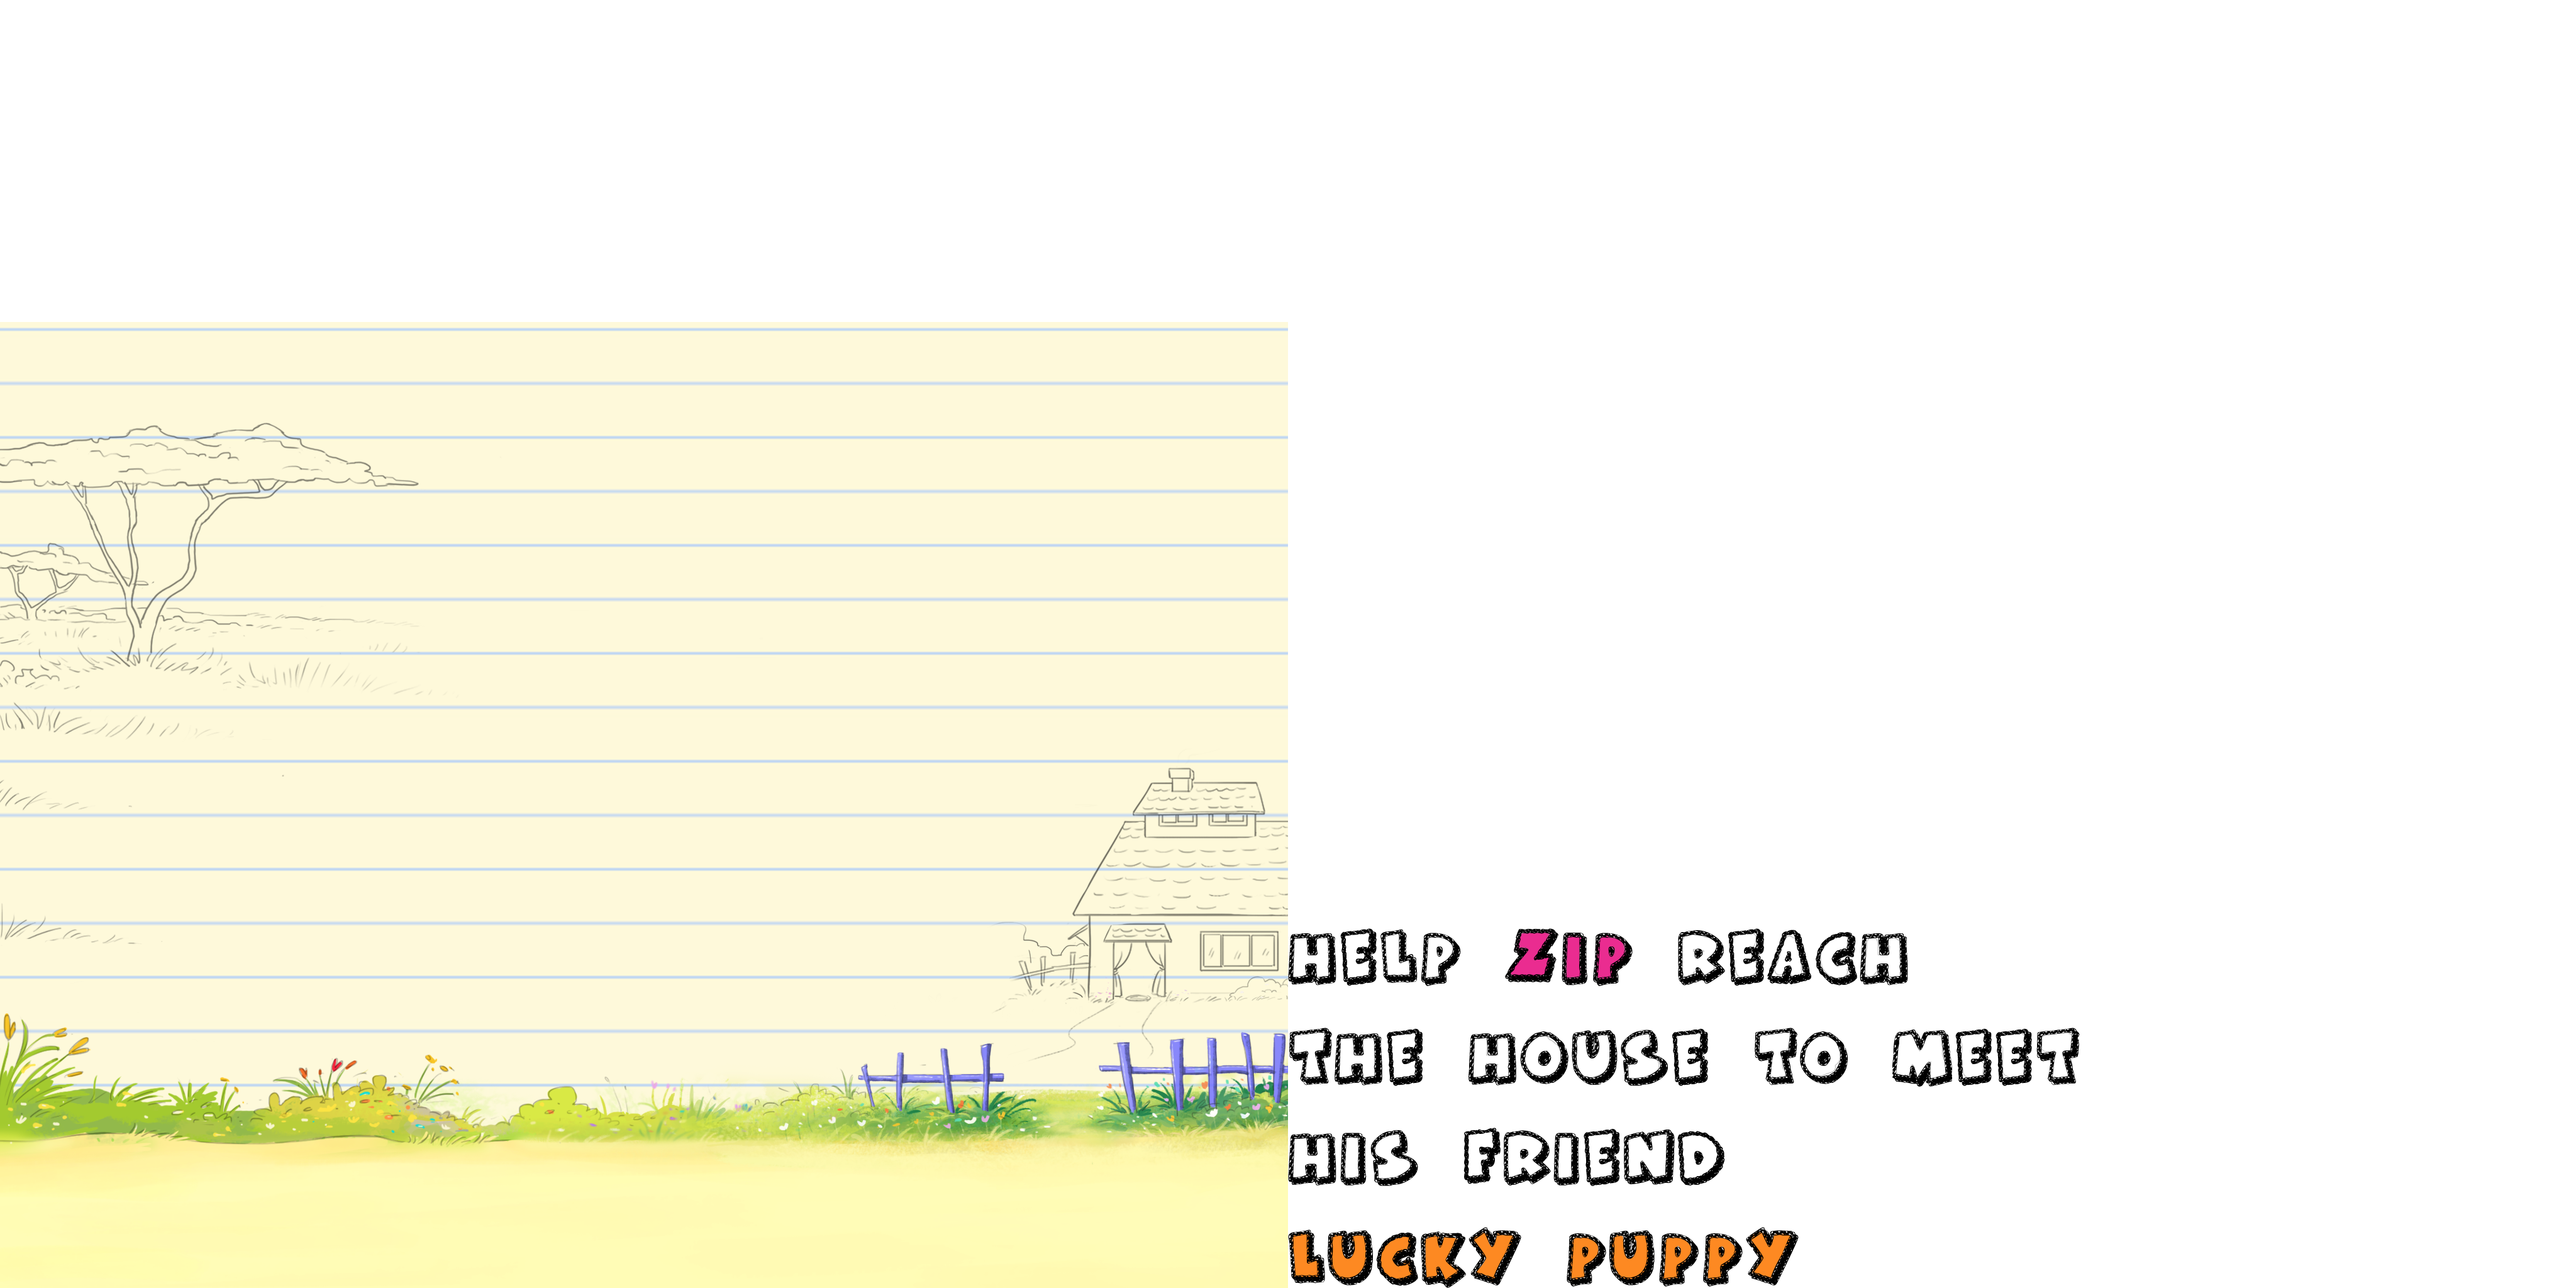 HELP ZIP REACH
THE HOUSE TO MEET
HIS FRIEND
LUCKY PUPPY